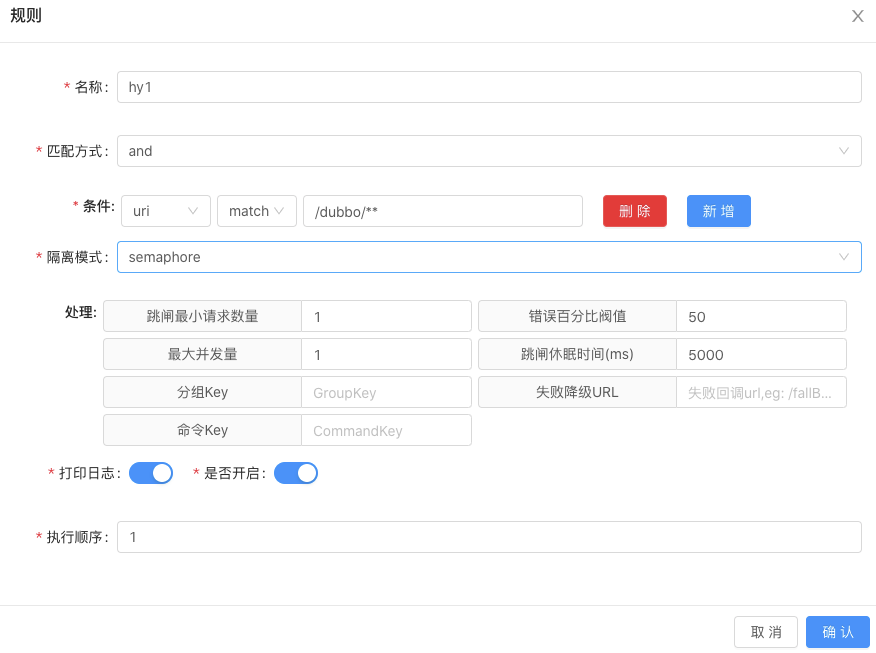 规则
* 名称: hy1
* 匹配方式: and
* 条件: uri match /dubbo/** 删 除 新 增
* 隔离模式: semaphore
处理: 跳闸最小请求数量 1 错误百分比阀值 50
最大并发量 1 跳闸休眠时间(ms) 5000
分组Key GroupKey 失败降级URL 失败回调url,eg: /fallB...
命令Key CommandKey
* 打印日志: * 是否开启:
* 执行顺序: 1
取 消 确 认